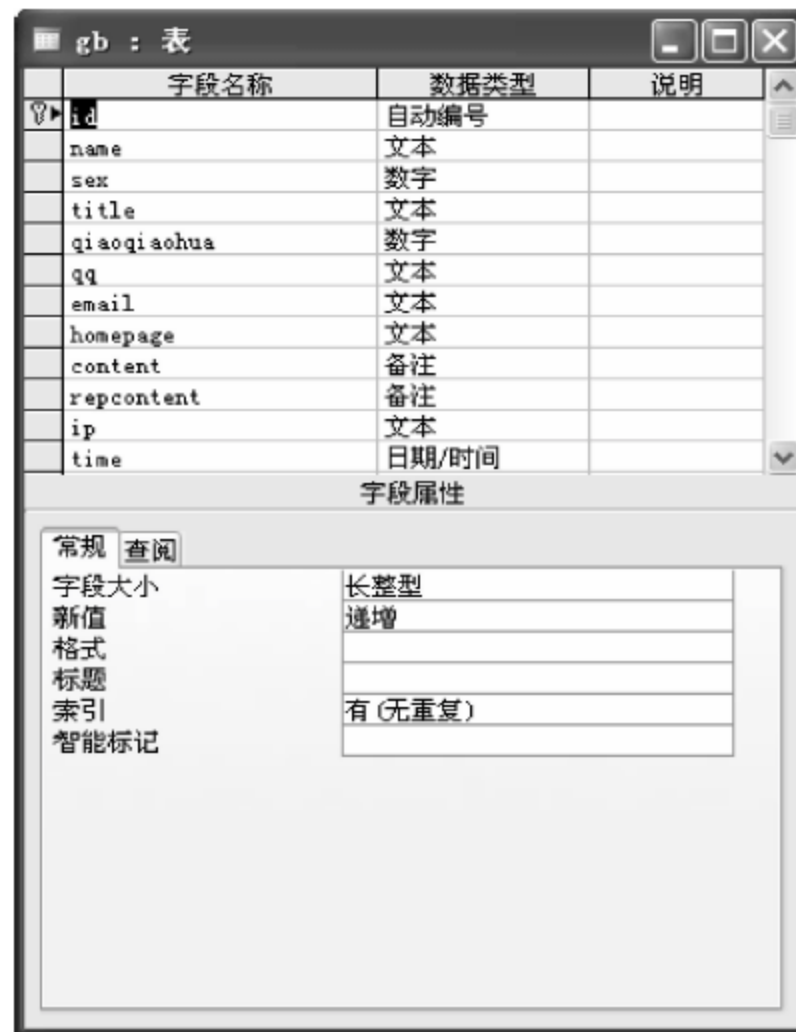 gb : 表
字段名称 数据类型 说明
id 自动编号
name 文本
sex 数字
title 文本
qiaoqiaohua 数字
qq 文本
email 文本
homepage 文本
content 备注
repcontent 备注
ip 文本
time 日期/时间
字段属性
常规 查阅
字段大小 长整型
新值 递增
格式
标题
索引 有(无重复)
智能标记